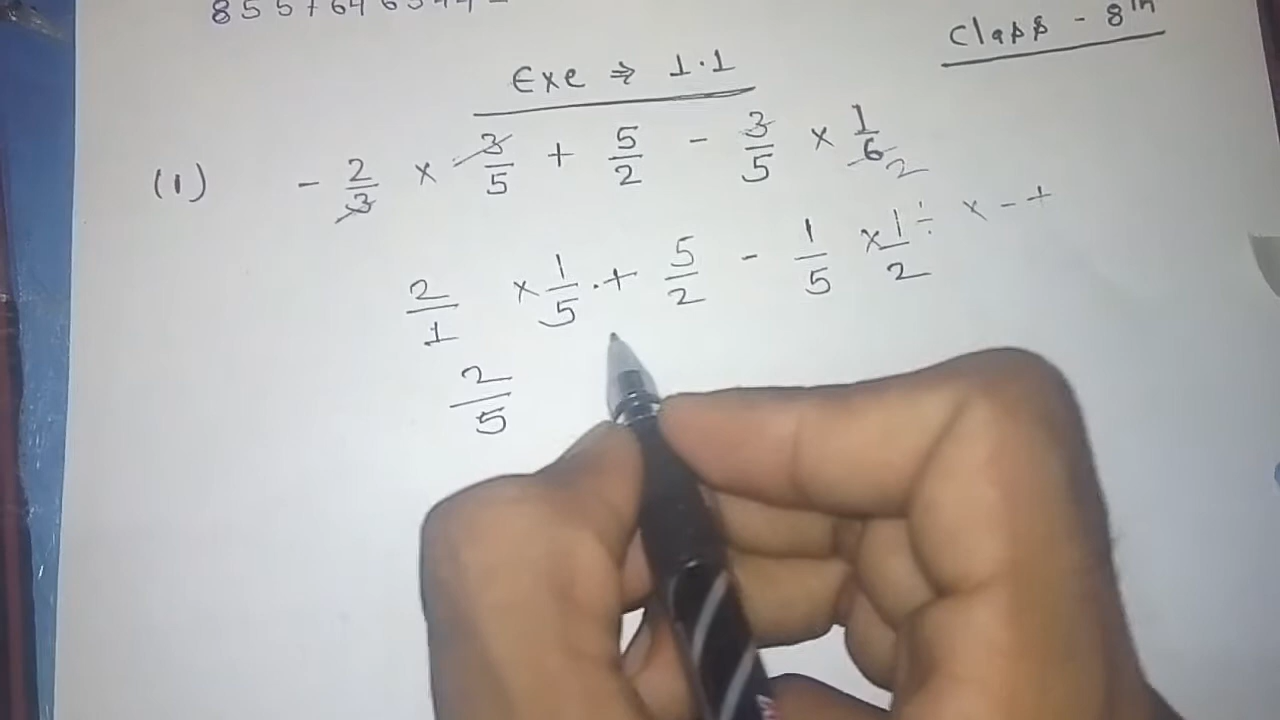 Class - 8th
Exe ⇒ 1.1
(1) - 2/3 × 3/5 + 5/2 - 3/5 × 1/6 2
÷ × - +
2/1 × 1/5 . + 5/2 - 1/5 × 1/2
2/5